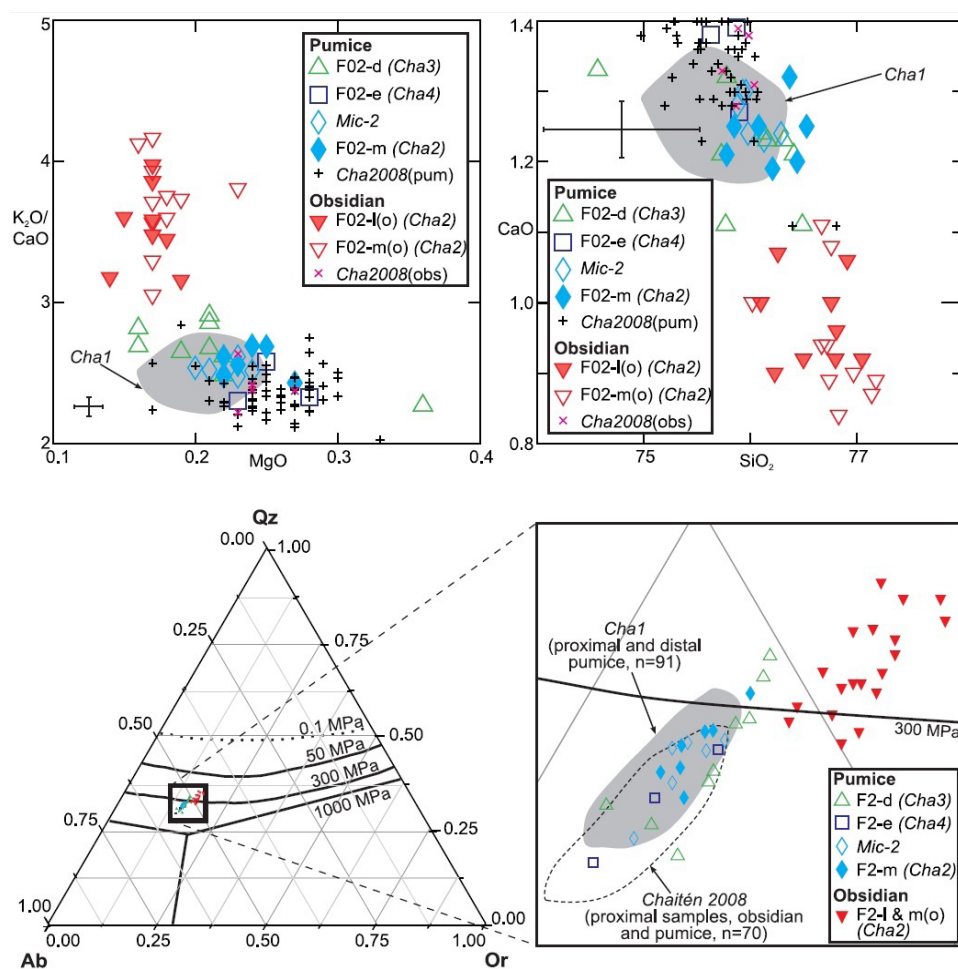 5
4
K2O/
CaO
3
2
0.1
0.2
MgO
0.3
0.4
Cha1
Pumice
F02-d (Cha3)
F02-e (Cha4)
Mic-2
F02-m (Cha2)
Cha2008(pum)
Obsidian
F02-l(o) (Cha2)
F02-m(o) (Cha2)
Cha2008(obs)
1.4
1.2
CaO
1.0
0.8
75
SiO2
77
Cha1
Pumice
F02-d (Cha3)
F02-e (Cha4)
Mic-2
F02-m (Cha2)
Cha2008(pum)
Obsidian
F02-l(o) (Cha2)
F02-m(o) (Cha2)
Cha2008(obs)
Qz
0.00
1.00
0.25
0.75
0.50
0.1 MPa
0.50
50 MPa
300 MPa
1000 MPa
0.75
0.25
1.00
0.00
0.00
0.25
0.50
0.75
1.00
Ab
Or
Cha1
(proximal and distal
pumice, n=91)
300 MPa
Chaitén 2008
(proximal samples, obsidian
and pumice, n=70)
Pumice
F2-d (Cha3)
F2-e (Cha4)
Mic-2
F2-m (Cha2)
Obsidian
F2-l & m(o)
(Cha2)